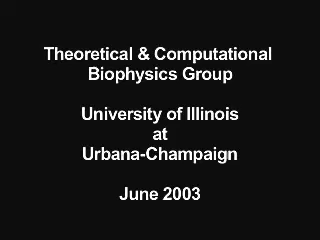 Theoretical & Computational
Biophysics Group
University of Illinois
at
Urbana-Champaign
June 2003